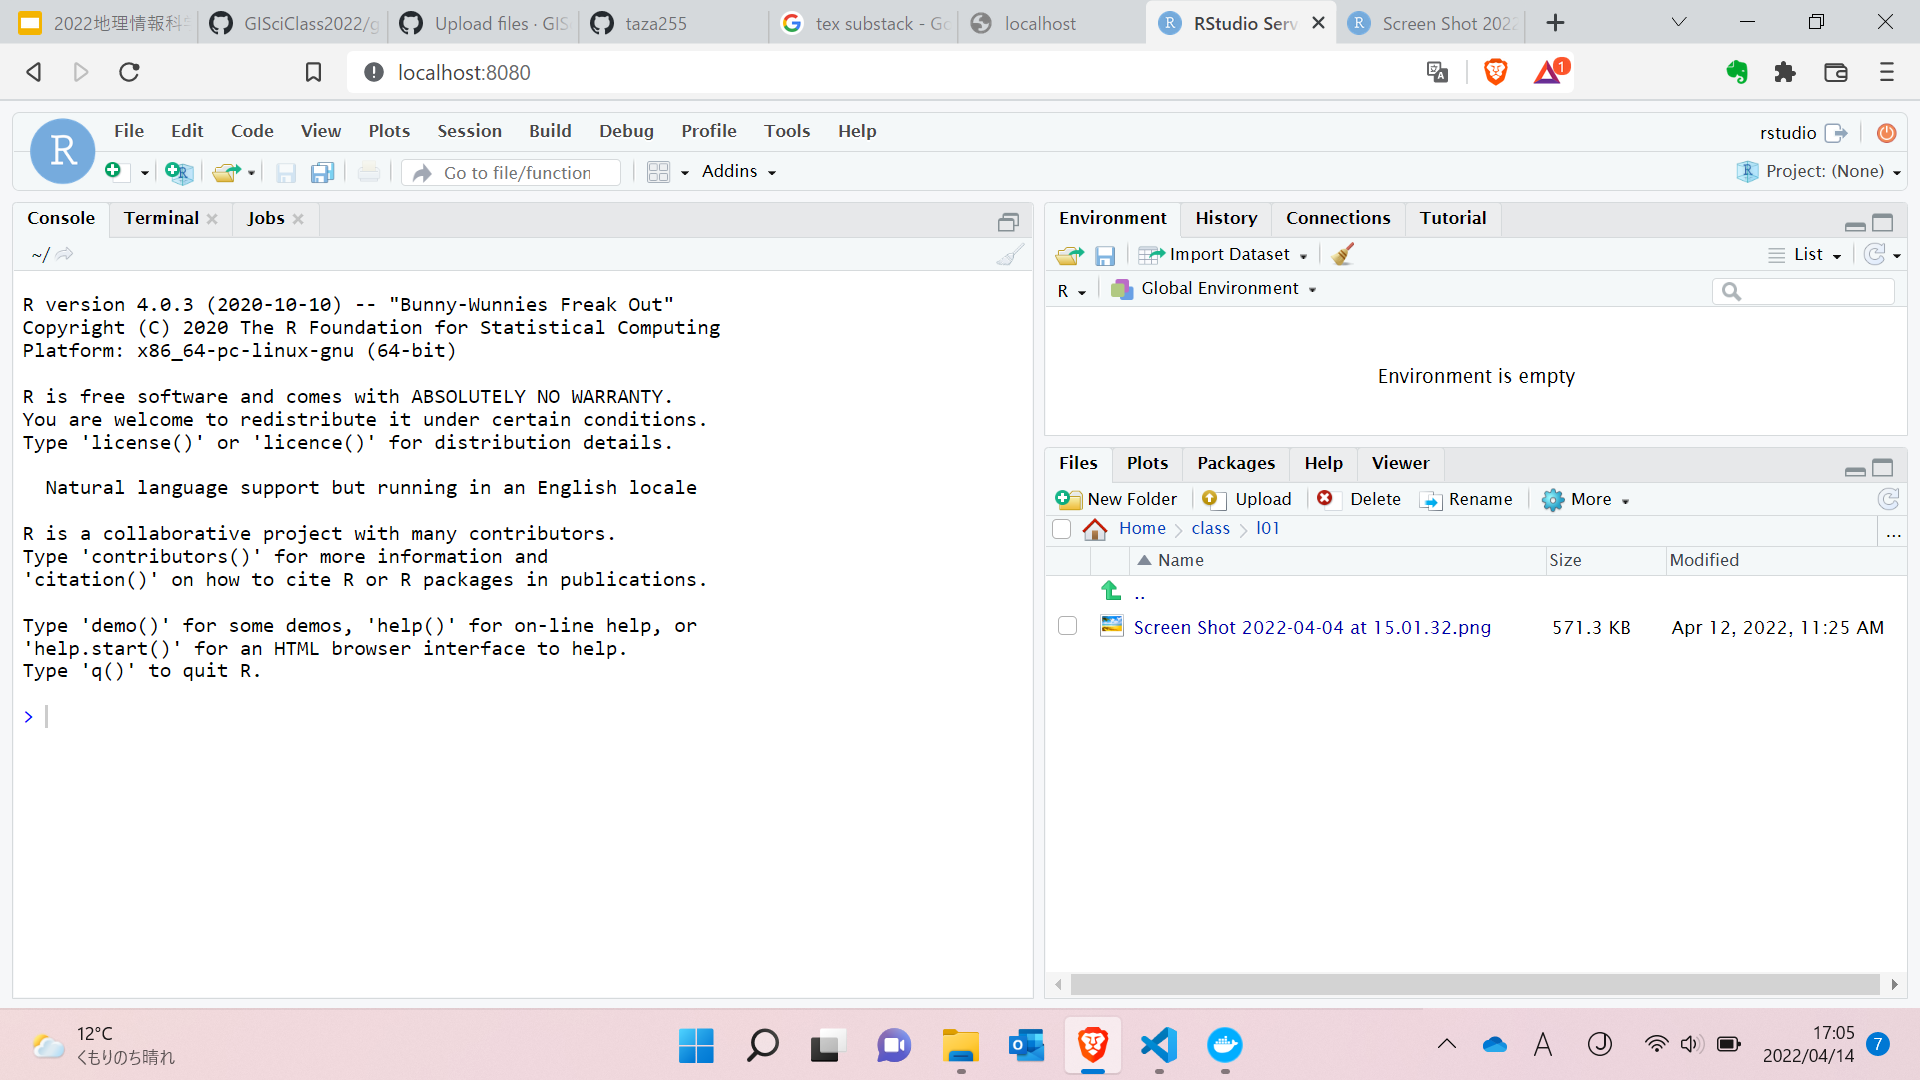 2022地理情報科学
GISciClass2022/g
Upload files · GIS
taza255
tex substack - Go
localhost
RStudio Serv
Screen Shot 2022
localhost:8080
1
R
File Edit Code View Plots Session Build Debug Profile Tools Help
rstudio
Go to file/function
Addins
Project: (None)
Console Terminal Jobs
~/
R version 4.0.3 (2020-10-10) -- "Bunny-Wunnies Freak Out"
Copyright (C) 2020 The R Foundation for Statistical Computing
Platform: x86_64-pc-linux-gnu (64-bit)
R is free software and comes with ABSOLUTELY NO WARRANTY.
You are welcome to redistribute it under certain conditions.
Type 'license()' or 'licence()' for distribution details.
Natural language support but running in an English locale
R is a collaborative project with many contributors.
Type 'contributors()' for more information and
'citation()' on how to cite R or R packages in publications.
Type 'demo()' for some demos, 'help()' for on-line help, or
'help.start()' for an HTML browser interface to help.
Type 'q()' to quit R.
>
Environment History Connections Tutorial
Import Dataset
List
R
Global Environment
Environment is empty
Files Plots Packages Help Viewer
New Folder Upload Delete Rename More
Home class l01
...
Name Size Modified
..
Screen Shot 2022-04-04 at 15.01.32.png 571.3 KB Apr 12, 2022, 11:25 AM
12°C
くもりのち晴れ
A
J
17:05
2022/04/14
7